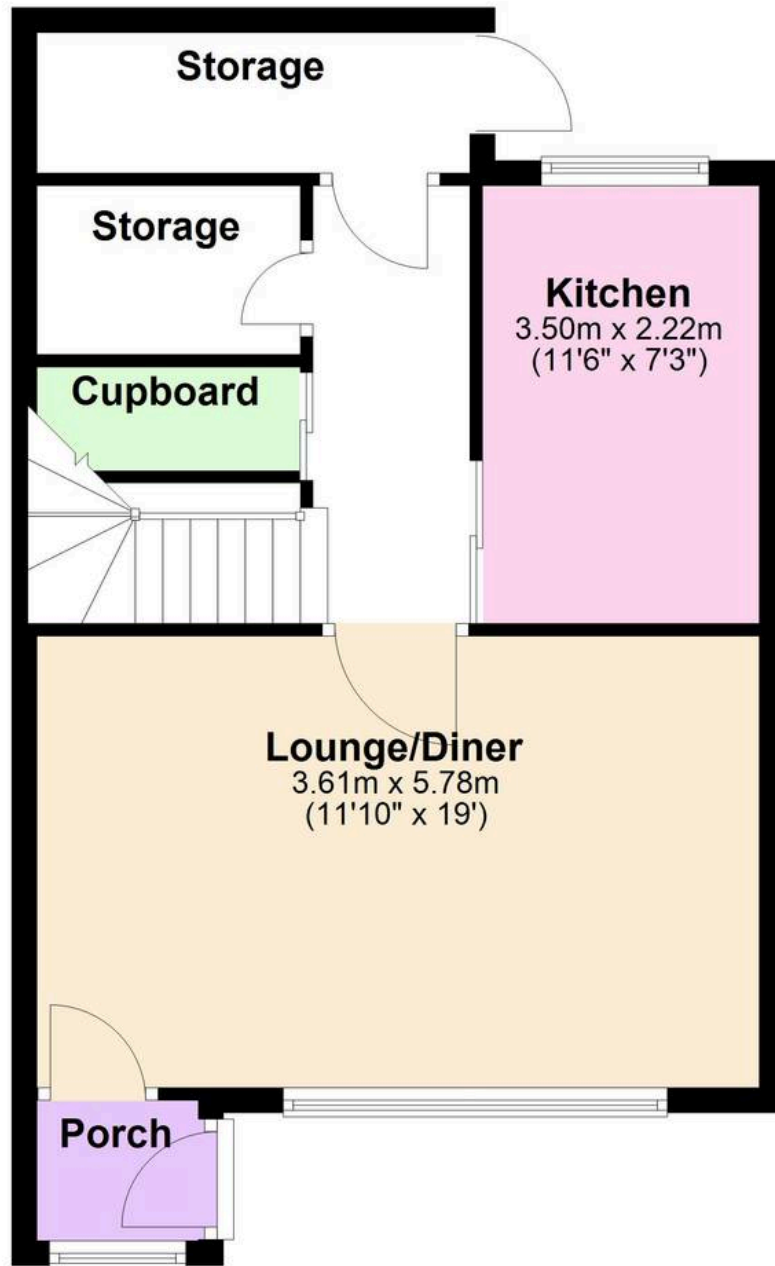 Storage
Storage
Kitchen
3.50m x 2.22m
(11'6" x 7'3")
Cupboard
Lounge/Diner
3.61m x 5.78m
(11'10" x 19')
Porch